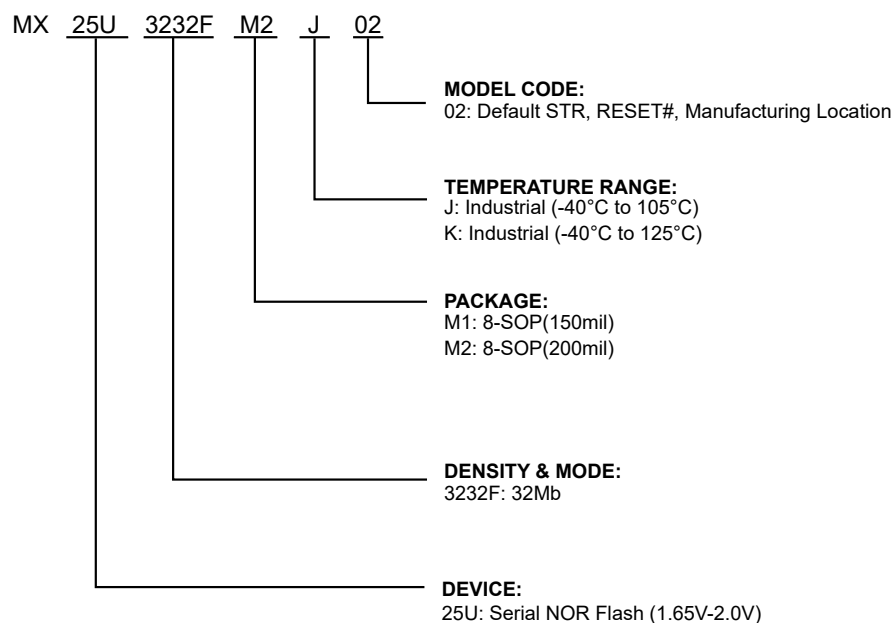 MX 25U 3232F M2 J 02
MODEL CODE:
02: Default STR, RESET#, Manufacturing Location
TEMPERATURE RANGE:
J: Industrial (-40°C to 105°C)
K: Industrial (-40°C to 125°C)
PACKAGE:
M1: 8-SOP(150mil)
M2: 8-SOP(200mil)
DENSITY & MODE:
3232F: 32Mb
DEVICE:
25U: Serial NOR Flash (1.65V-2.0V)